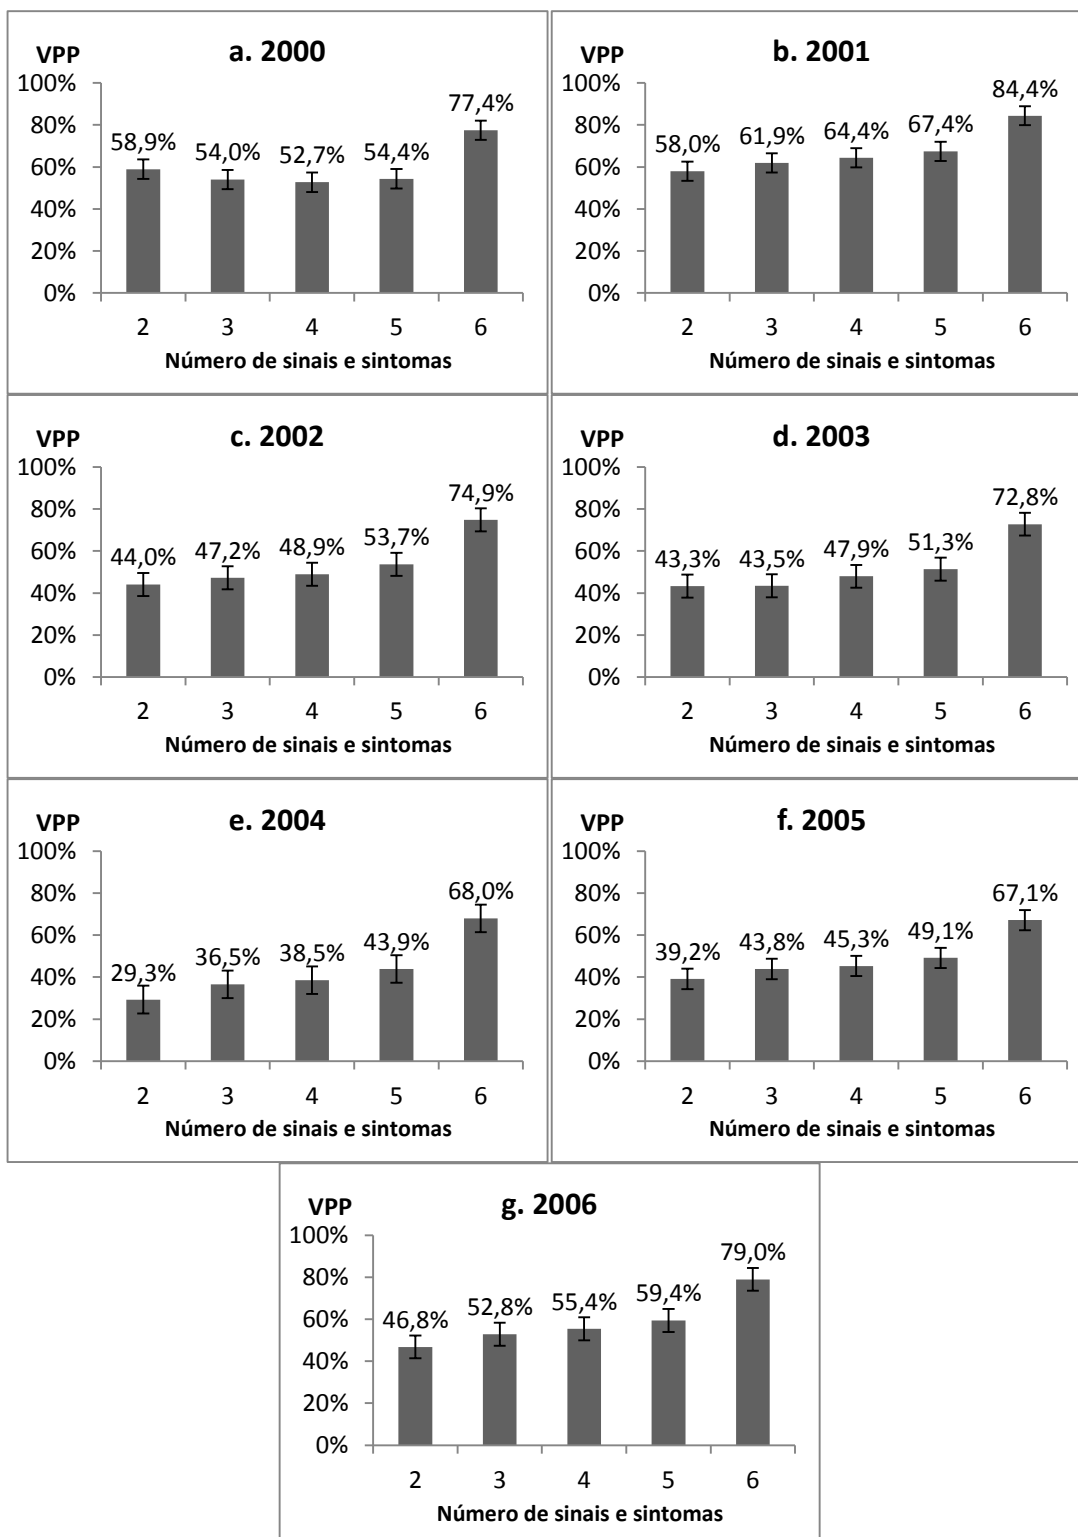 a. 2000
VPP
100%
80%
60%
40%
20%
0%
58,9%
54,0%
52,7%
54,4%
77,4%
2 3 4 5 6
Número de sinais e sintomas
b. 2001
VPP
100%
80%
60%
40%
20%
0%
58,0%
61,9%
64,4%
67,4%
84,4%
2 3 4 5 6
Número de sinais e sintomas
c. 2002
VPP
100%
80%
60%
40%
20%
0%
44,0%
47,2%
48,9%
53,7%
74,9%
2 3 4 5 6
Número de sinais e sintomas
d. 2003
VPP
100%
80%
60%
40%
20%
0%
43,3%
43,5%
47,9%
51,3%
72,8%
2 3 4 5 6
Número de sinais e sintomas
e. 2004
VPP
100%
80%
60%
40%
20%
0%
29,3%
36,5%
38,5%
43,9%
68,0%
2 3 4 5 6
Número de sinais e sintomas
f. 2005
VPP
100%
80%
60%
40%
20%
0%
39,2%
43,8%
45,3%
49,1%
67,1%
2 3 4 5 6
Número de sinais e sintomas
g. 2006
VPP
100%
80%
60%
40%
20%
0%
46,8%
52,8%
55,4%
59,4%
79,0%
2 3 4 5 6
Número de sinais e sintomas